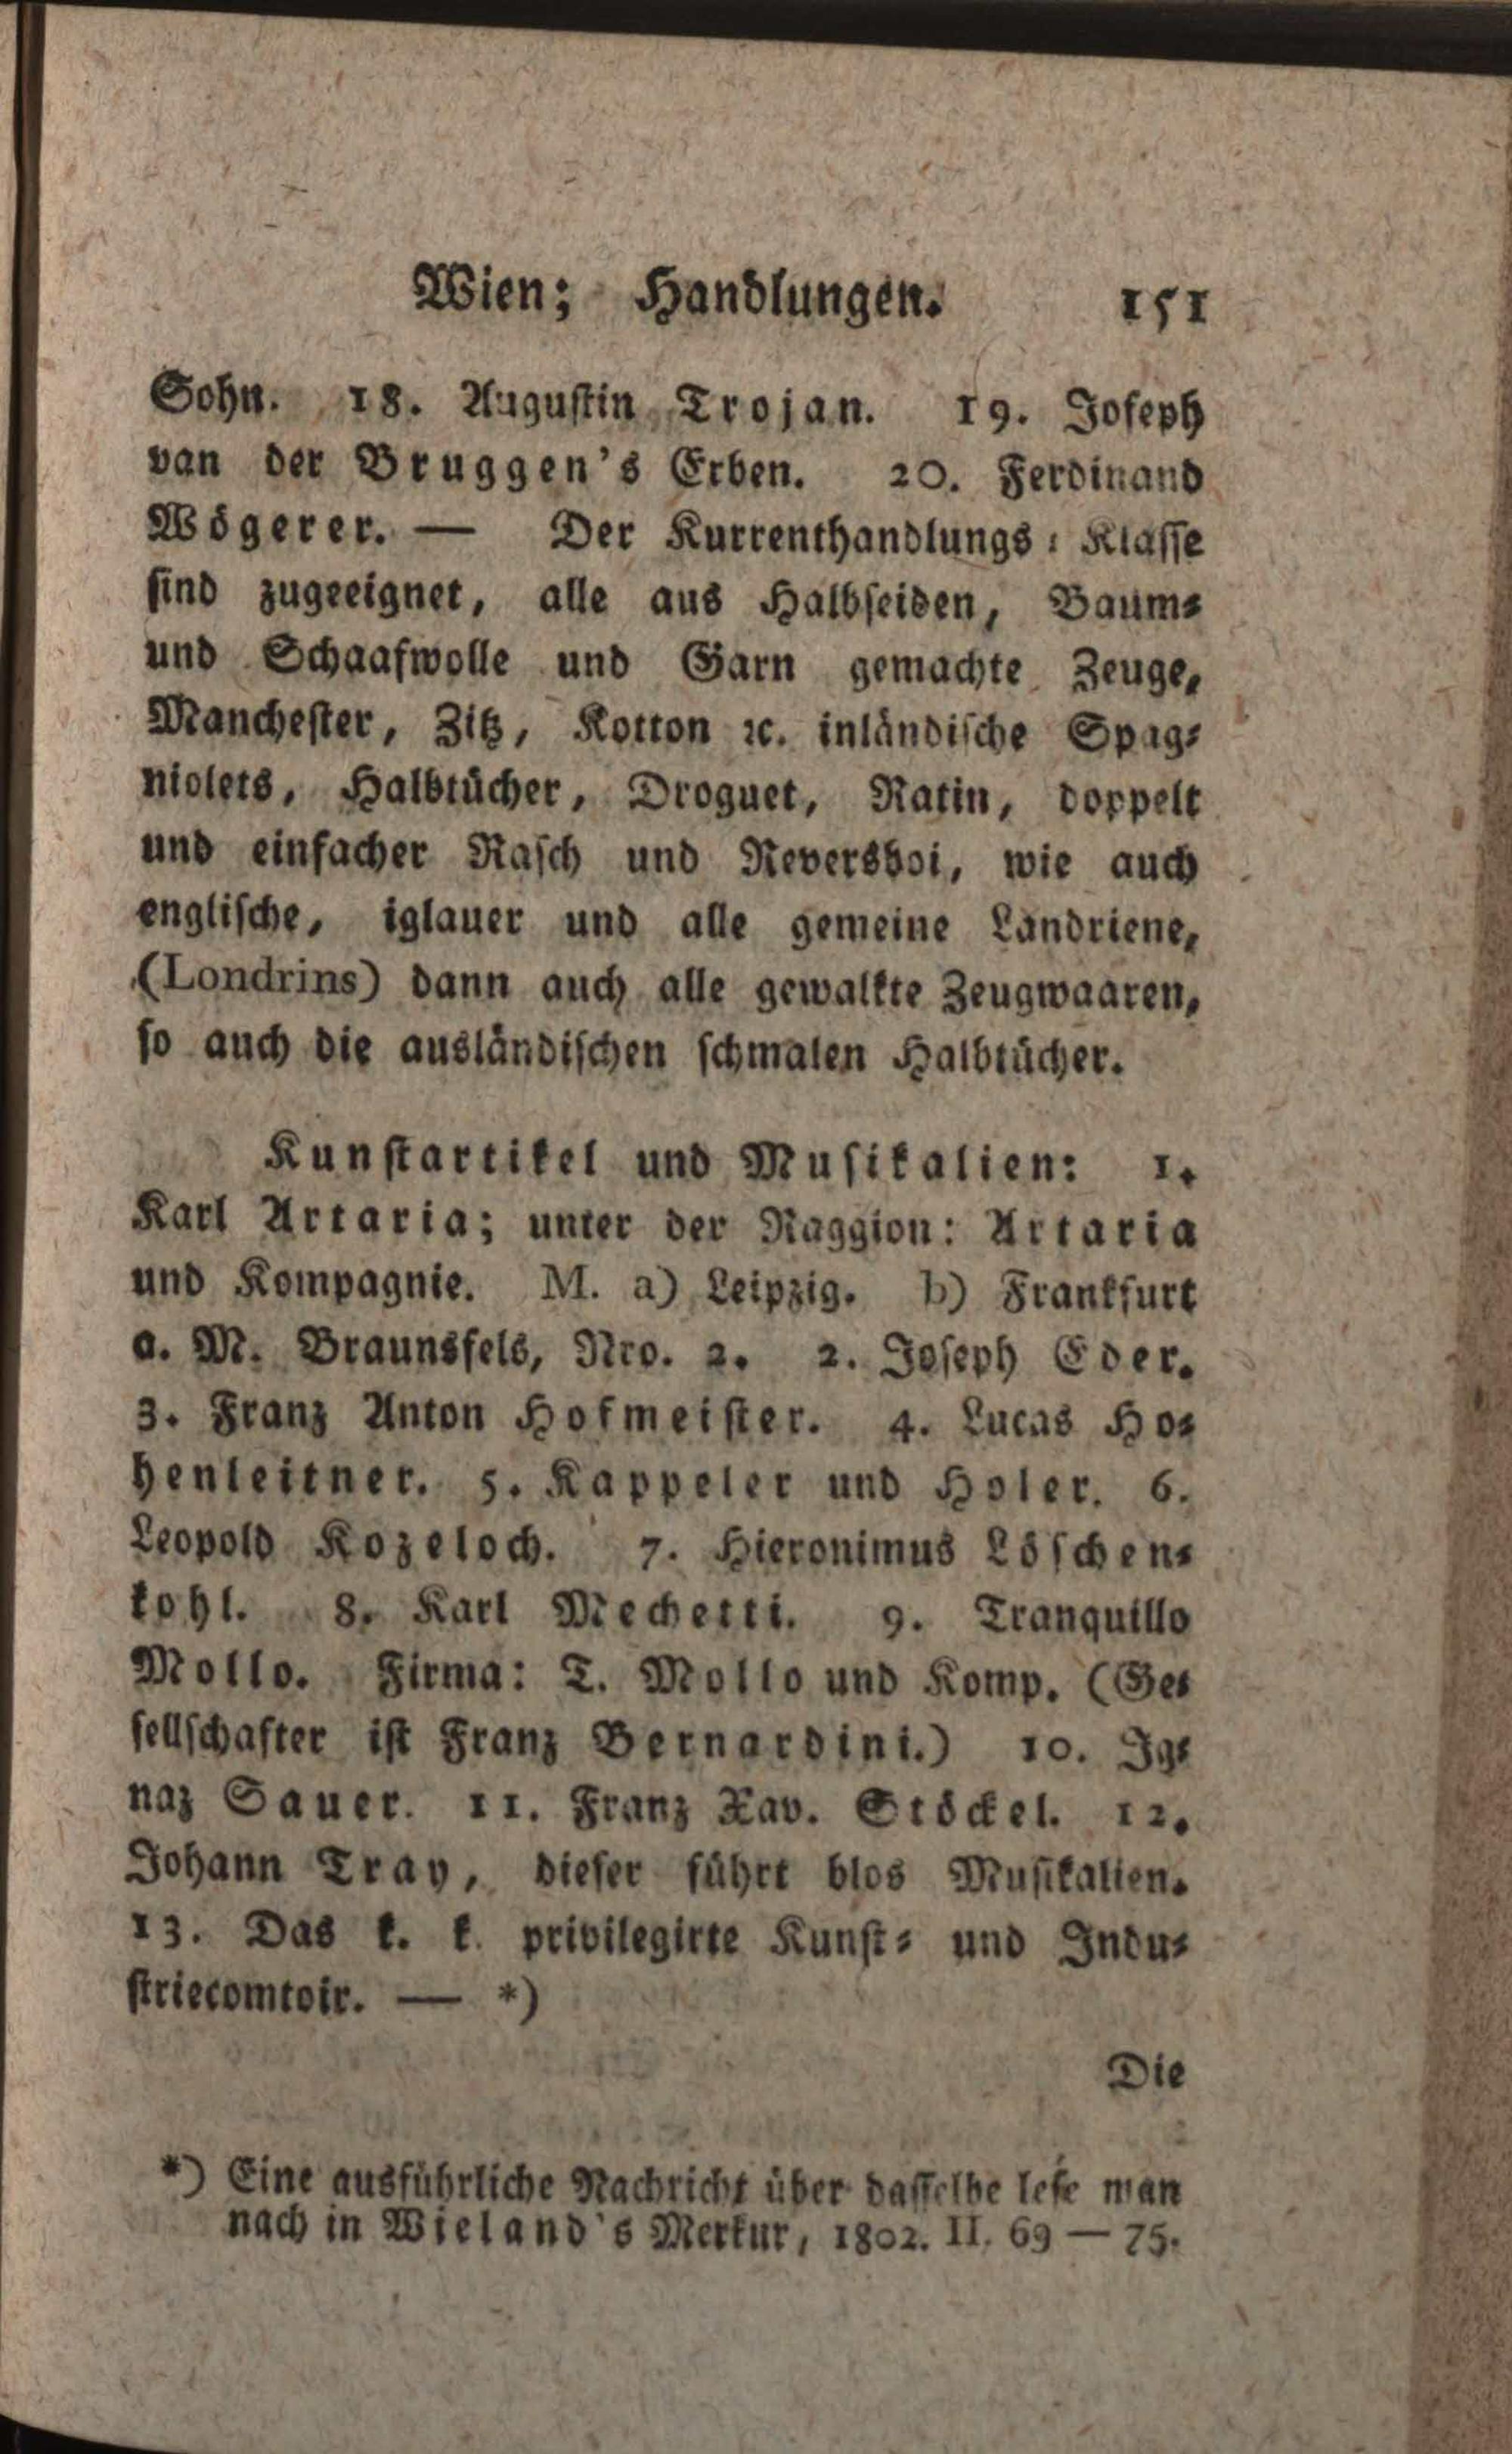 Wien; Handlungen. 151
Sohn. 18. Augustin Trojan. 19. Joseph
van der Bruggen's Erben. 20. Ferdinand
Wögerer. — Der Kurrenthandlungs-Klasse
sind zugeeignet, alle aus Halbseiden, Baum-
und Schaafwolle und Garn gemachte Zeuge,
Manchester, Zitz, Kotton ꝛc. inländische Spag-
niolets, Halbtücher, Droguet, Ratin, doppelt
und einfacher Rasch und Reversboi, wie auch
englische, iglauer und alle gemeine Landriene,
(Londrins) dann auch alle gewalkte Zeugwaaren,
so auch die ausländischen schmalen Halbtücher.
Kunstartikel und Musikalien: 1.
Karl Artaria; unter der Raggion: Artaria
und Kompagnie. M. a) Leipzig. b) Frankfurt
a. M. Braunsfels, Nro. 2. 2. Joseph Eder.
3. Franz Anton Hofmeister. 4. Lucas Ho-
henleitner. 5. Kappeler und Holer. 6.
Leopold Kozeloch. 7. Hieronimus Löschen-
kohl. 8. Karl Mechetti. 9. Tranquillo
Mollo. Firma: T. Mollo und Komp. (Ge-
sellschafter ist Franz Bernardini.) 10. Ig-
naz Sauer. 11. Franz Xav. Stöckel. 12.
Johann Tray, dieser führt blos Musikalien.
13. Das k. k. privilegirte Kunst- und Indu-
striecomtoir. — *)
Die
*) Eine ausführliche Nachricht über dasselbe lese man
nach in Wieland's Merkur, 1802. II. 69 — 75.